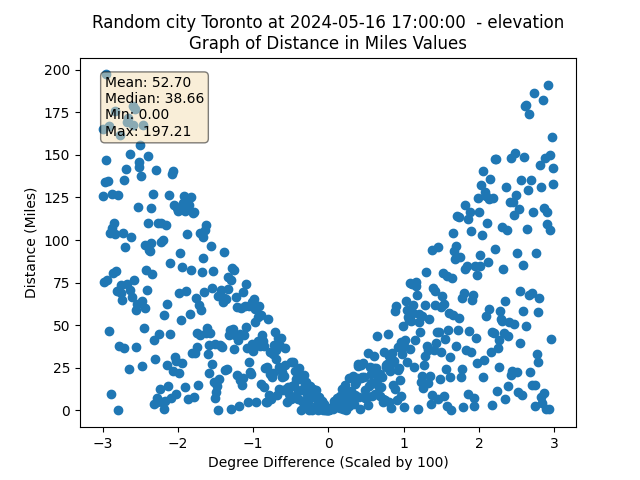 Random city Toronto at 2024-05-16 17:00:00  - elevation
Graph of Distance in Miles Values
Mean: 52.70
Median: 38.66
Min: 0.00
Max: 197.21
Distance (Miles)
200
175
150
125
100
75
50
25
0
−3
−2
−1
0
1
2
3
Degree Difference (Scaled by 100)